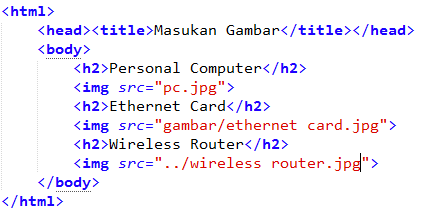 <html>
<head><title>Masukan Gambar</title></head>
<body>
<h2>Personal Computer</h2>
<img src="pc.jpg">
<h2>Ethernet Card</h2>
<img src="gambar/ethernet card.jpg">
<h2>Wireless Router</h2>
<img src="../wireless router.jpg">
</body>
</html>